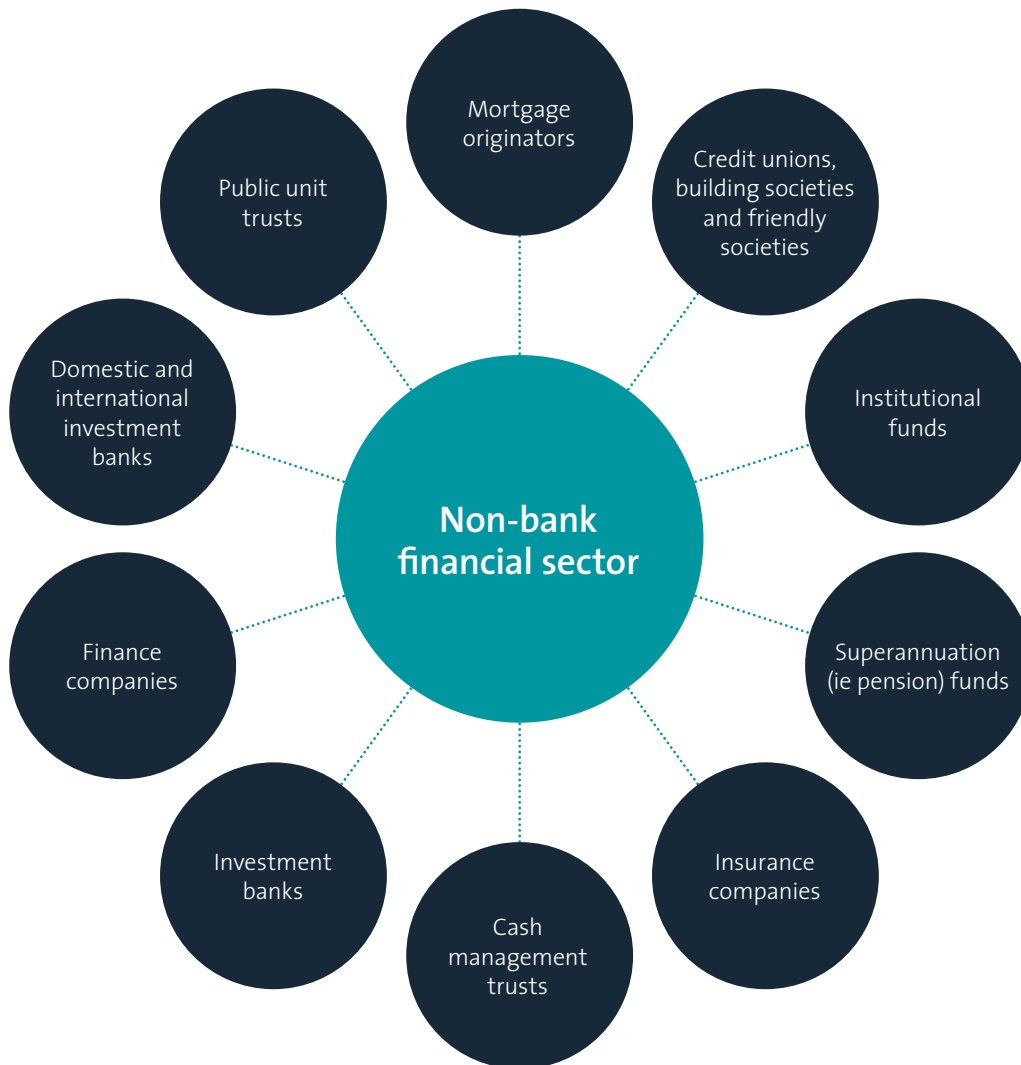 Mortgage
originators
Credit unions,
building societies
and friendly
societies
Institutional
funds
Superannuation
(ie pension) funds
Insurance
companies
Cash
management
trusts
Investment
banks
Finance
companies
Domestic and
international
investment
banks
Public unit
trusts
Non-bank
financial sector